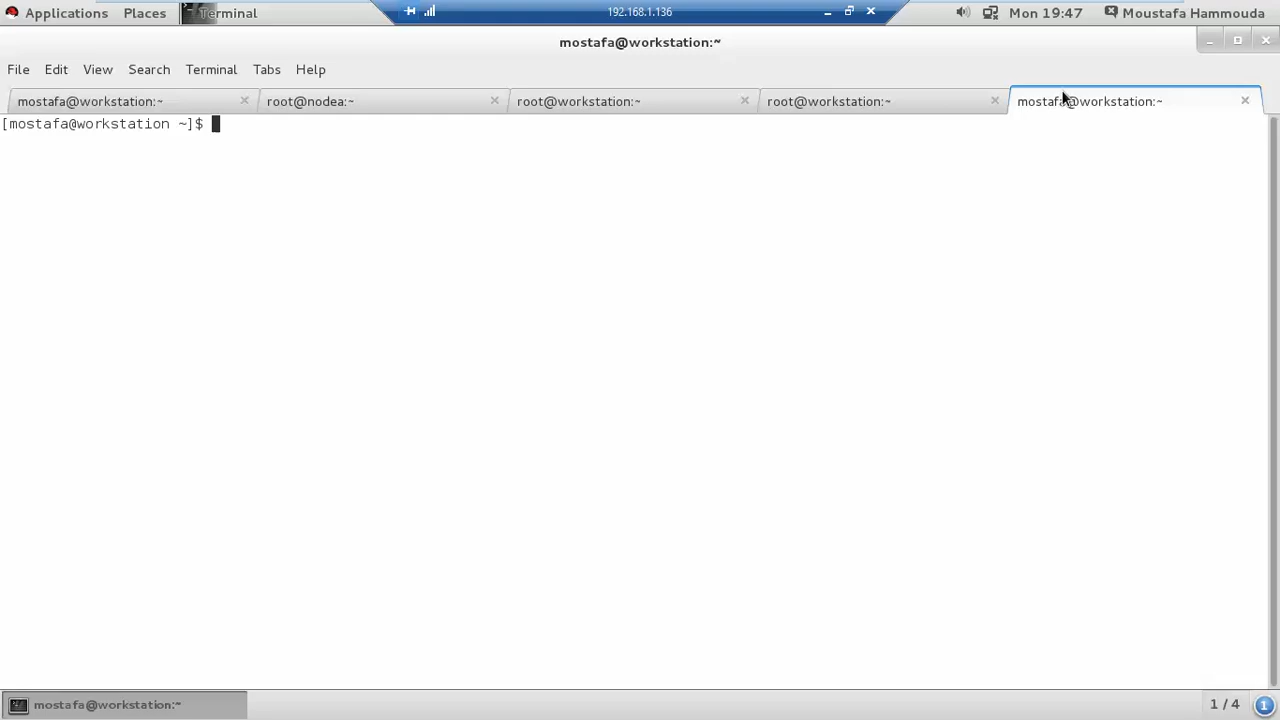 Applications Places Terminal 192.168.1.136 Mon 19:47 Moustafa Hammouda
mostafa@workstation:~
File Edit View Search Terminal Tabs Help
mostafa@workstation:~ root@nodea:~ root@workstation:~ root@workstation:~ mostafa@workstation:~
[mostafa@workstation ~]$
mostafa@workstation:~ 1 / 4 1